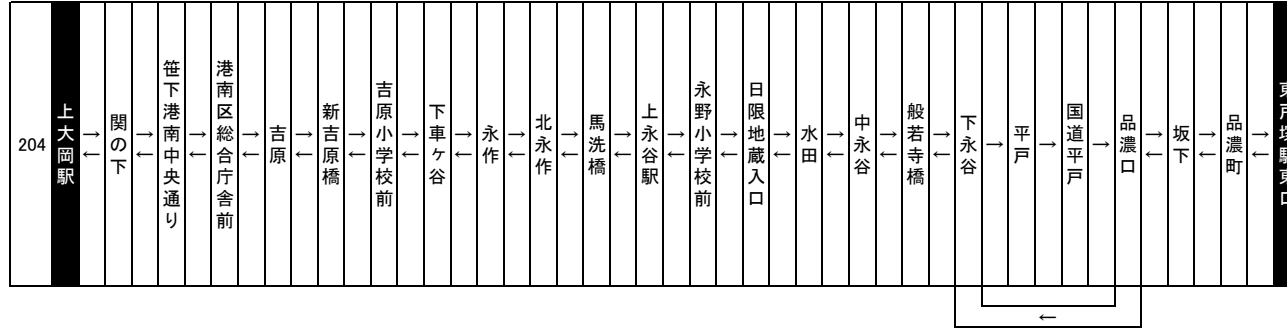 204
上大岡駅
→
←
関の下
→
←
笹下港南中央通り
→
←
港南区総合庁舎前
→
←
吉原
→
←
新吉原橋
→
←
吉原小学校前
→
←
下車ヶ谷
→
←
永作
→
←
北永作
→
←
馬洗橋
→
←
上永谷駅
→
←
永野小学校前
→
←
日限地蔵入口
→
←
水田
→
←
中永谷
→
←
般若寺橋
→
←
下永谷
→
平戸
→
国道平戸
→
品濃口
→
←
坂下
→
←
品濃町
→
←
東戸塚駅東口
←